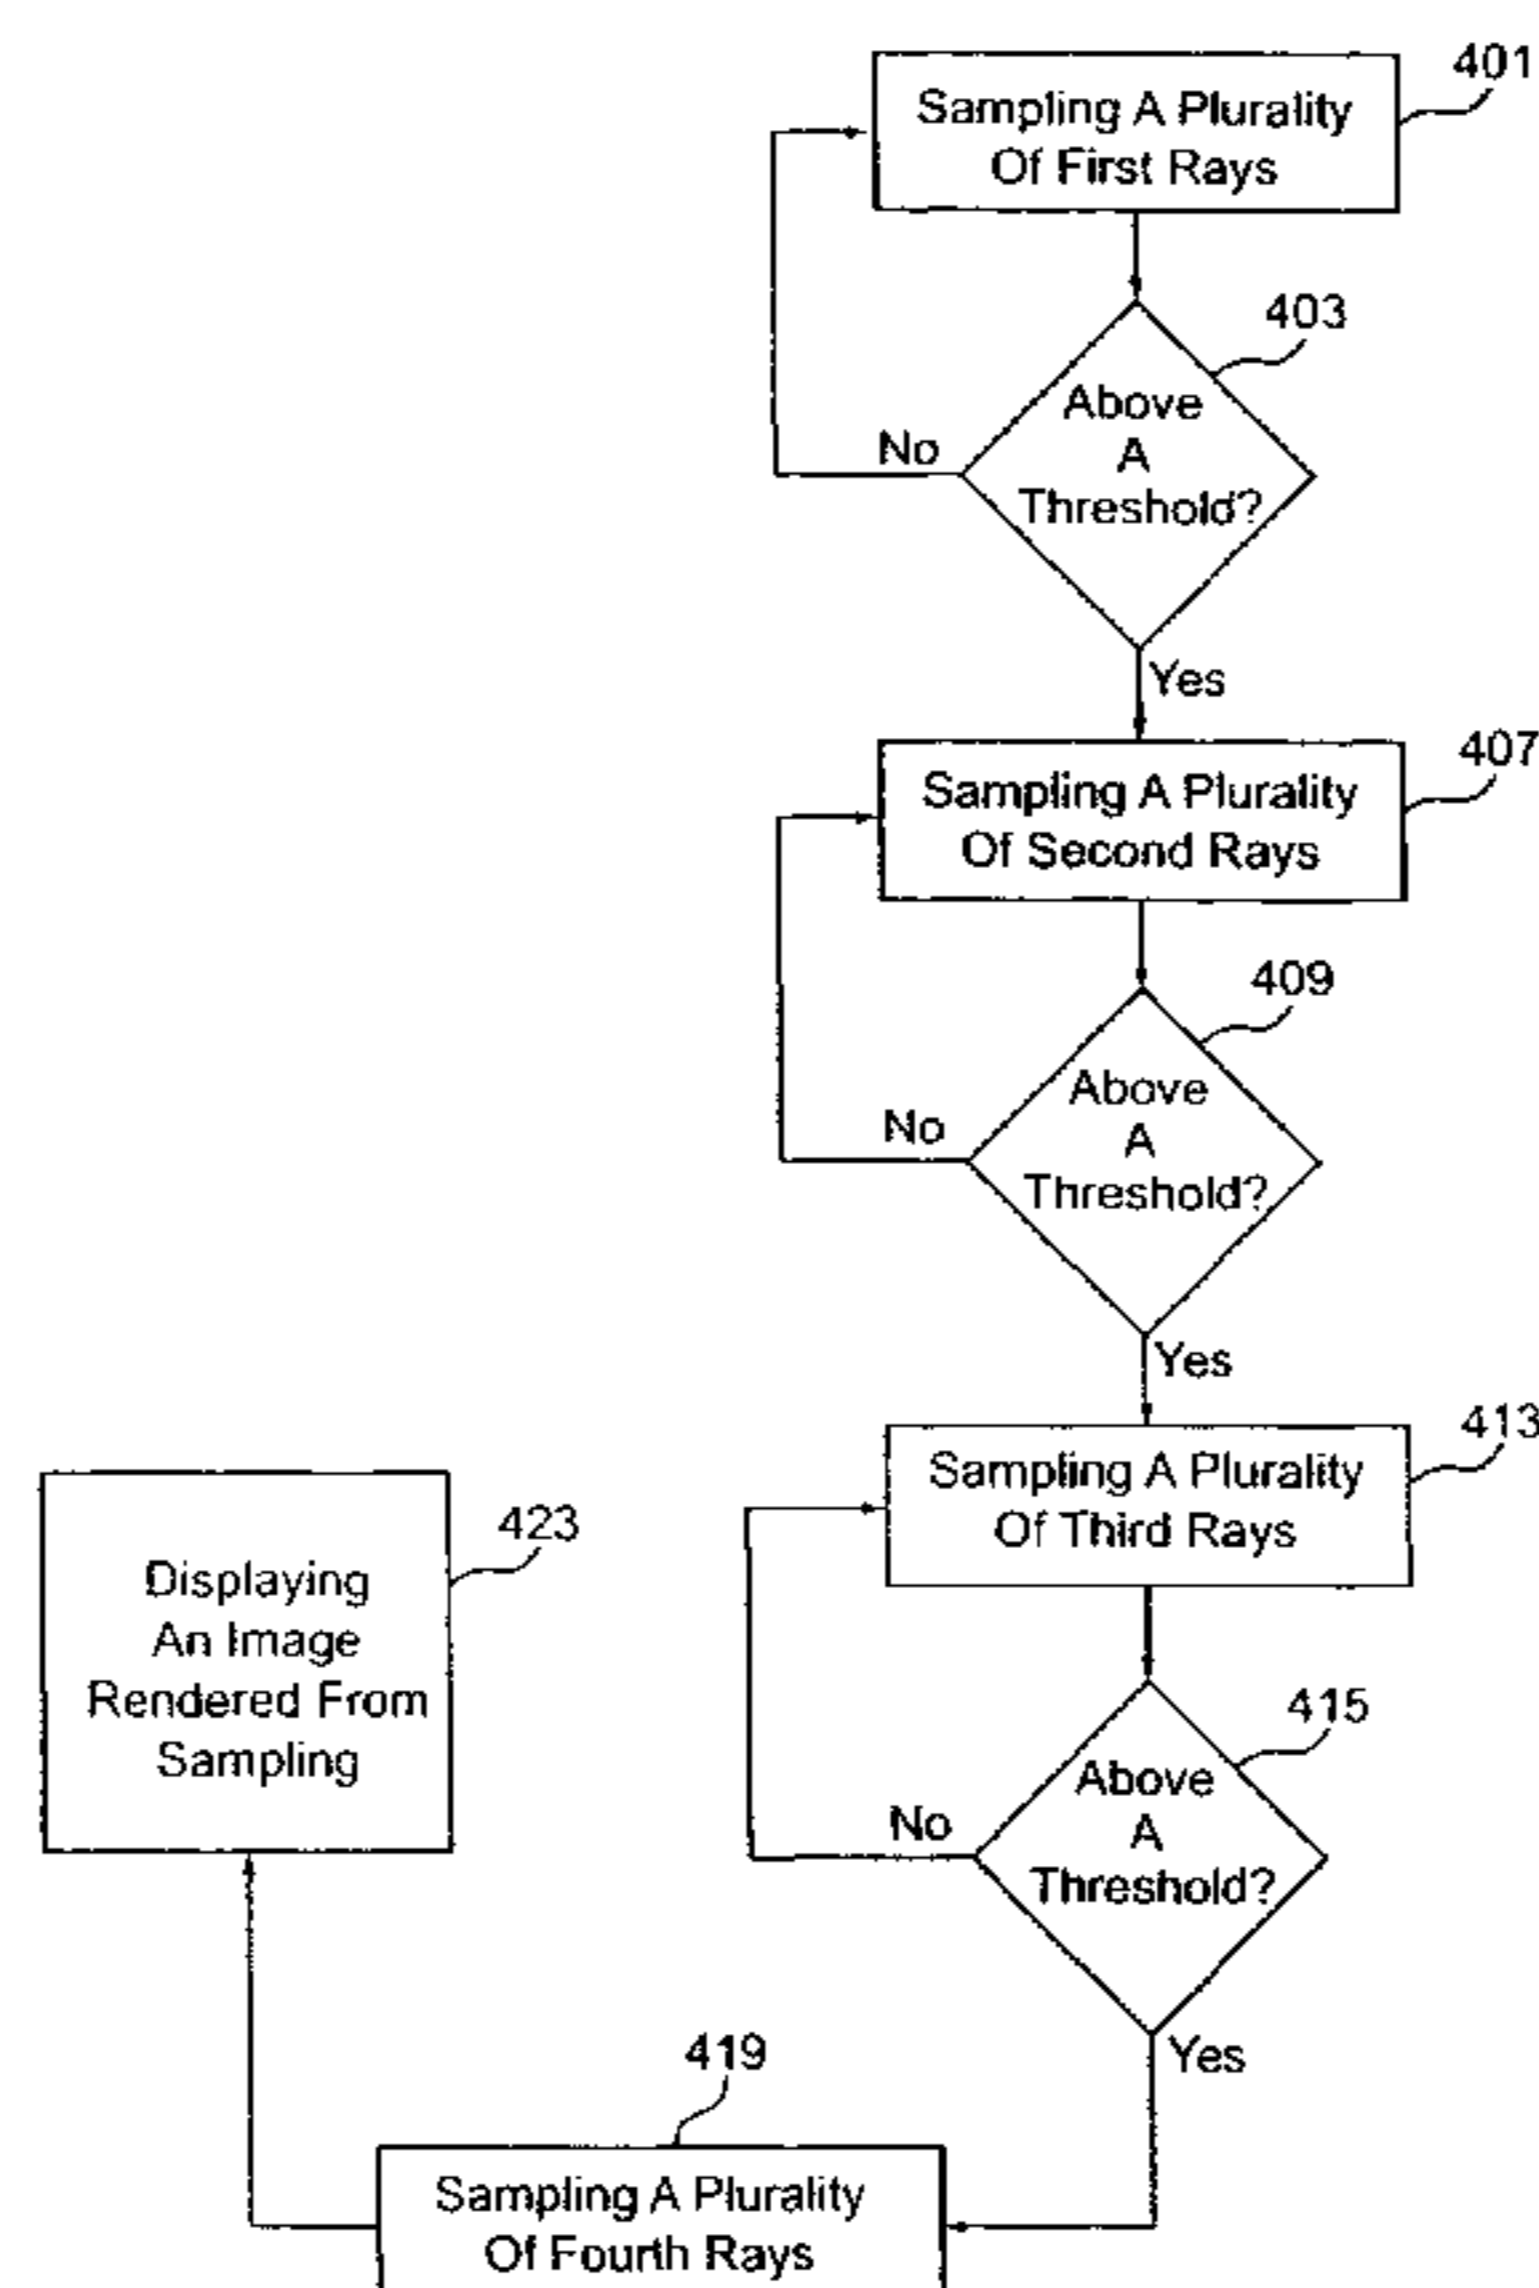 401
Sampling A Plurality
Of First Rays
403
Above
A
Threshold?
No
Yes
407
Sampling A Plurality
Of Second Rays
409
Above
A
Threshold?
No
Yes
413
Sampling A Plurality
Of Third Rays
423
Displaying
An Image
Rendered From
Sampling
415
Above
A
Threshold?
No
Yes
419
Sampling A Plurality
Of Fourth Rays